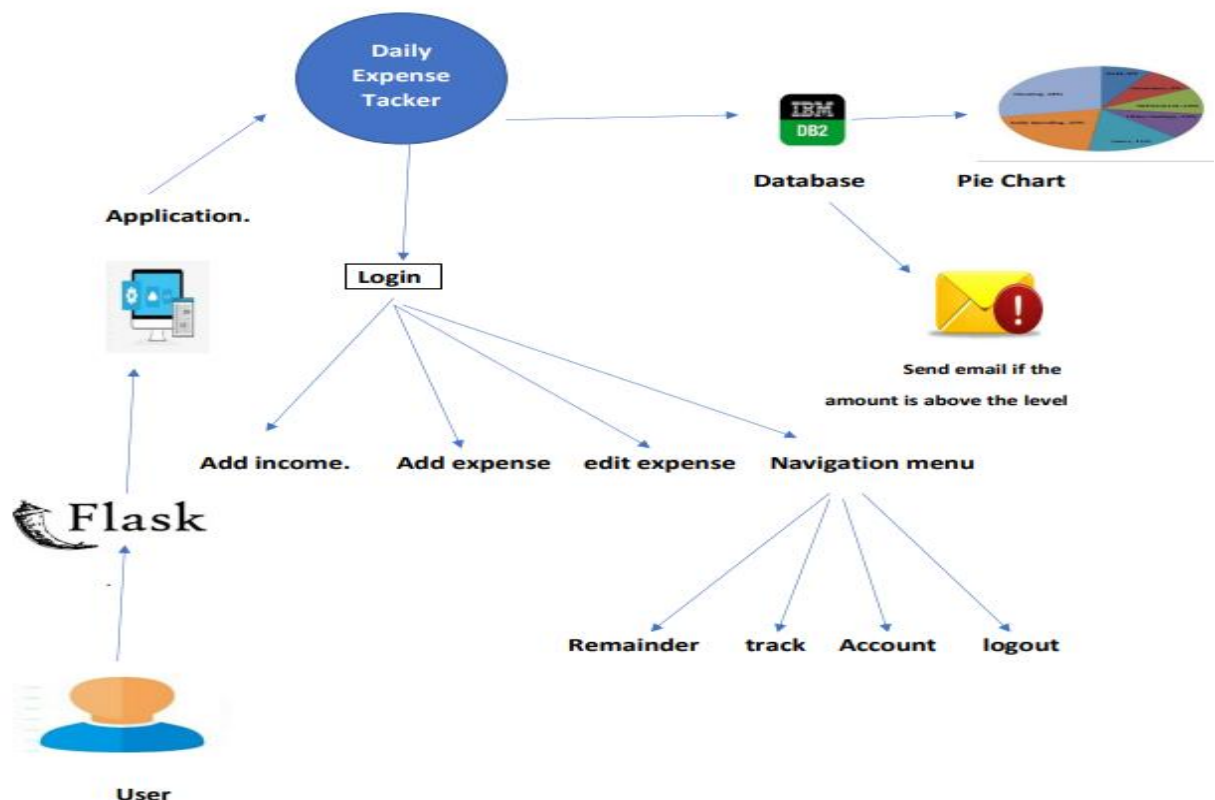 Daily
Expense
Tacker
IBM
DB2
Database
Pie Chart
Application.
Login
Send email if the
amount is above the level
Add income.
Add expense
edit expense
Navigation menu
Flask
Remainder
track
Account
logout
User